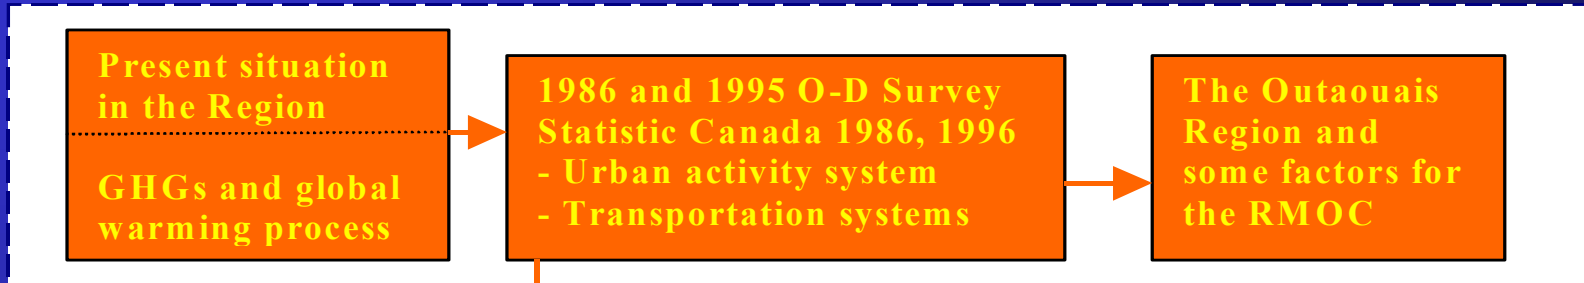 Present situation
in the Region
GHGs and global
warming process
1986 and 1995 O-D Survey
Statistic Canada 1986, 1996
- Urban activity system
- Transportation systems
The Outaouais
Region and
some factors for
the RMOC